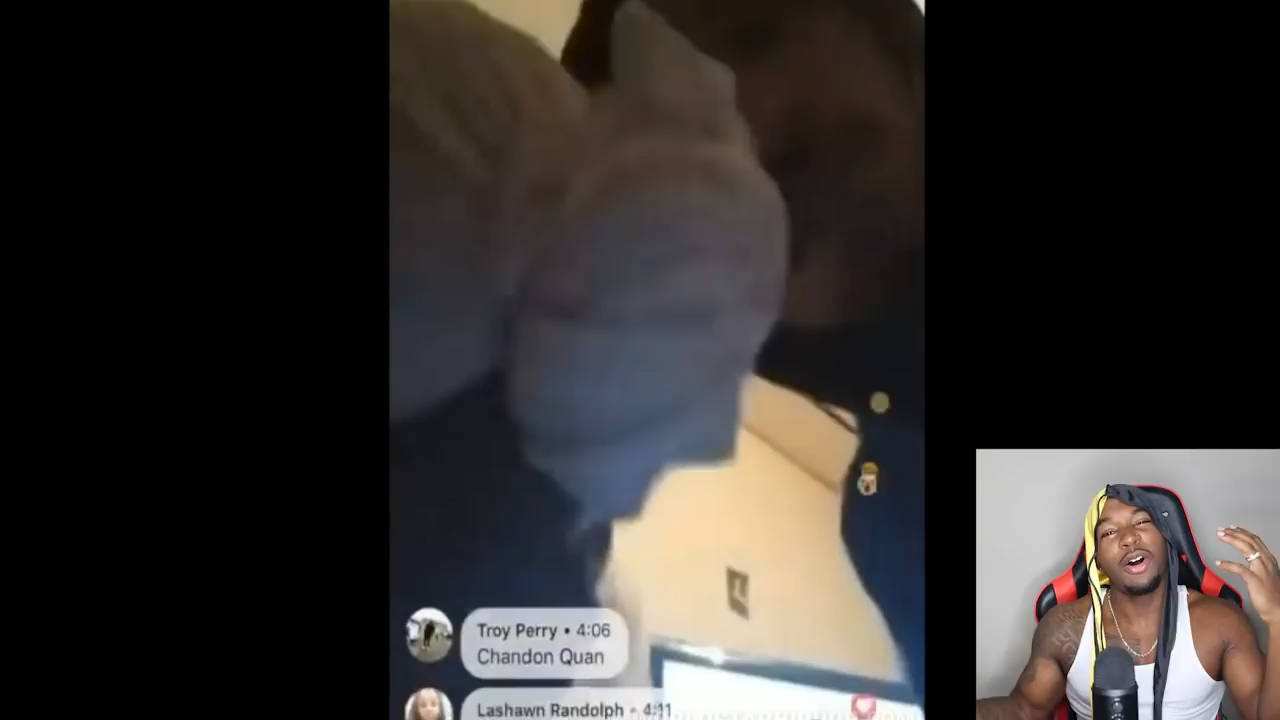 Troy Perry • 4:06
Chandon Quan
Lashawn Randolph • 4:11